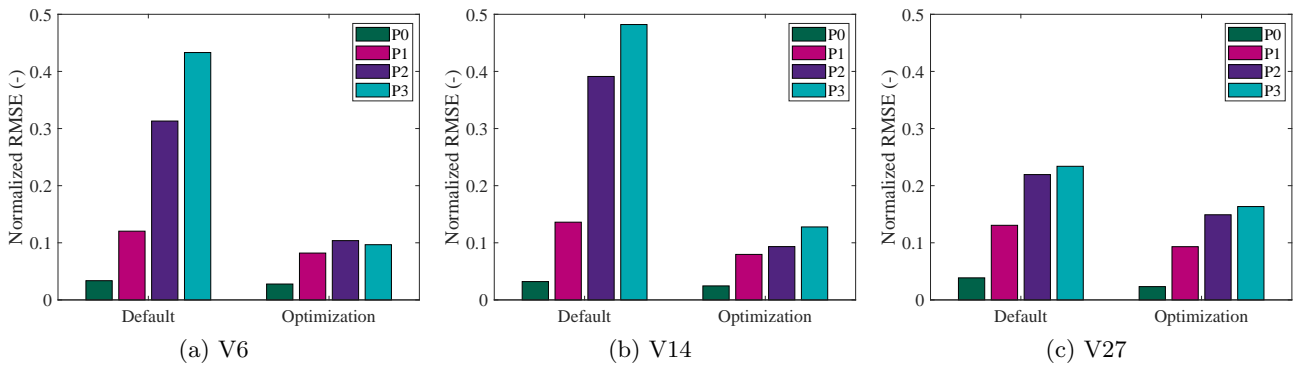 Normalized RMSE (-)
0.5
0.4
0.3
0.2
0.1
0
P0
P1
P2
P3
Default
Optimization
(a) V6
Normalized RMSE (-)
0.5
0.4
0.3
0.2
0.1
0
P0
P1
P2
P3
Default
Optimization
(b) V14
Normalized RMSE (-)
0.5
0.4
0.3
0.2
0.1
0
P0
P1
P2
P3
Default
Optimization
(c) V27